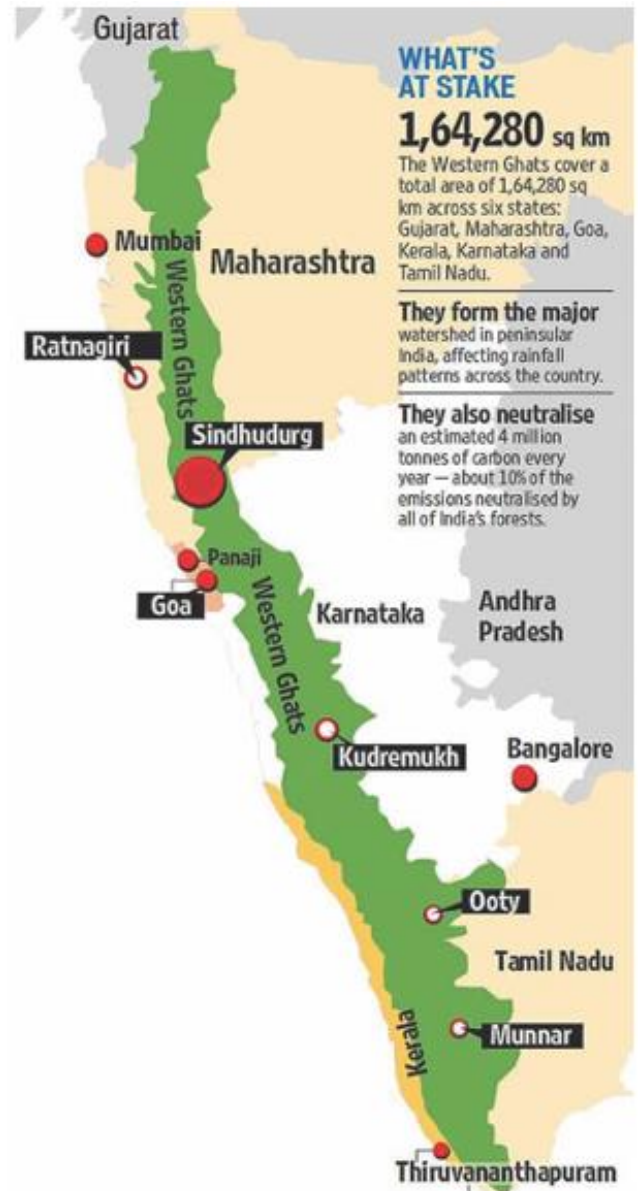 Gujarat
WHAT'S
AT STAKE
1,64,280 sq km
The Western Ghats cover a
total area of 1,64,280 sq
km across six states:
Gujarat, Maharashtra, Goa,
Kerala, Karnataka and
Tamil Nadu.
They form the major
watershed in peninsular
India, affecting rainfall
patterns across the country.
They also neutralise
an estimated 4 million
tonnes of carbon every
year — about 10% of the
emissions neutralised by
all of India's forests.
Mumbai
Maharashtra
Western Ghats
Ratnagiri
Sindhudurg
Panaji
Goa
Western Ghats
Karnataka
Andhra
Pradesh
Kudremukh
Bangalore
Ooty
Tamil Nadu
Munnar
Kerala
Thiruvananthapuram